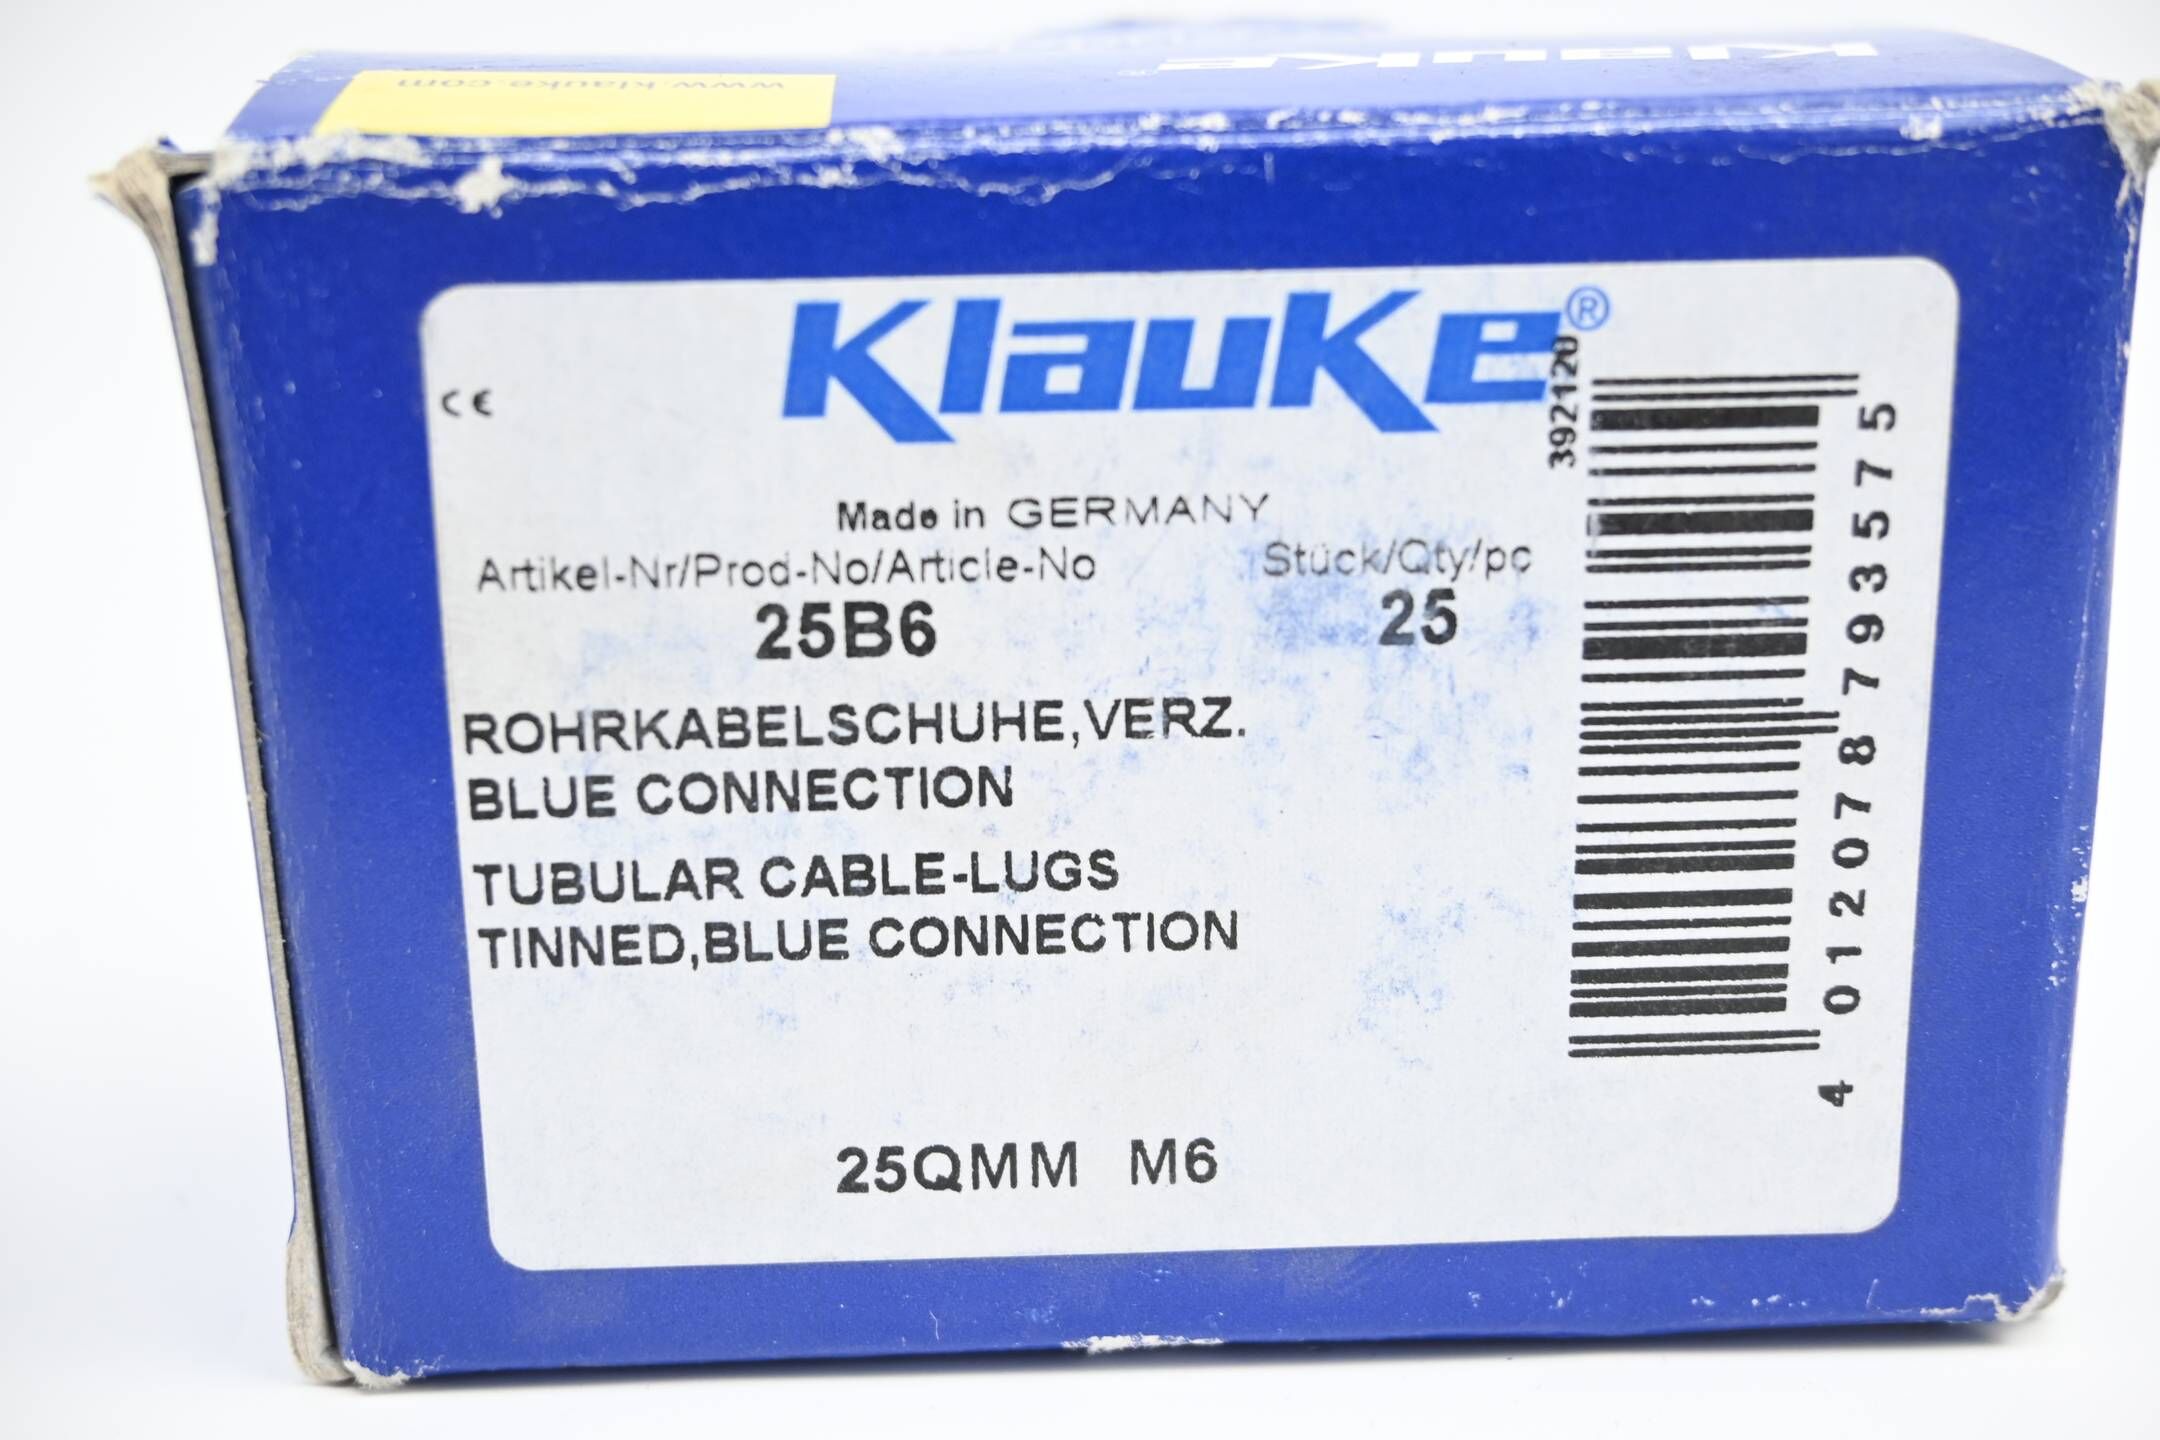 www.klauke.com
Klauke
Klauke®
CE
392120
Made in GERMANY
Artikel-Nr/Prod-No/Article-No Stück/Qty/pc
25B6 25
ROHRKABELSCHUHE,VERZ.
BLUE CONNECTION
TUBULAR CABLE-LUGS
TINNED,BLUE CONNECTION
25QMM M6
4 012078 793575